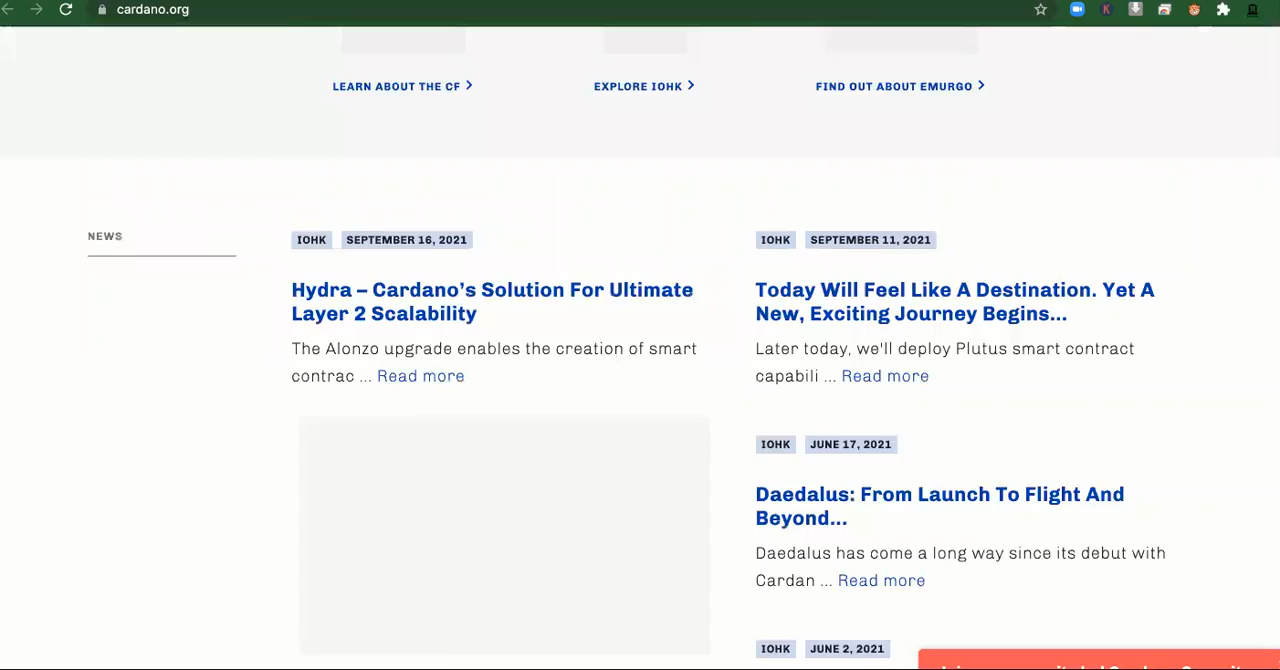 cardano.org
LEARN ABOUT THE CF
EXPLORE IOHK
FIND OUT ABOUT EMURGO
NEWS
IOHK SEPTEMBER 16, 2021
Hydra – Cardano’s Solution For Ultimate
Layer 2 Scalability
The Alonzo upgrade enables the creation of smart
contrac ... Read more
IOHK SEPTEMBER 11, 2021
Today Will Feel Like A Destination. Yet A
New, Exciting Journey Begins...
Later today, we'll deploy Plutus smart contract
capabili ... Read more
IOHK JUNE 17, 2021
Daedalus: From Launch To Flight And
Beyond...
Daedalus has come a long way since its debut with
Cardan ... Read more
IOHK JUNE 2, 2021